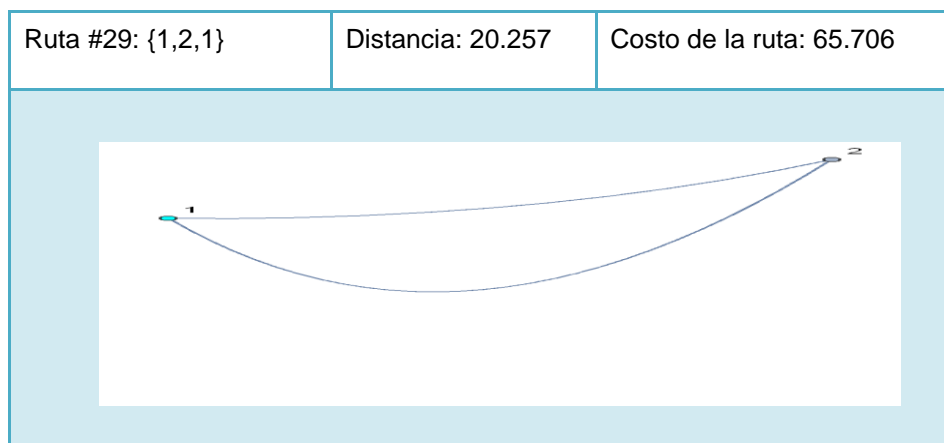 Ruta #29: {1,2,1}
Distancia: 20.257
Costo de la ruta: 65.706
2
1